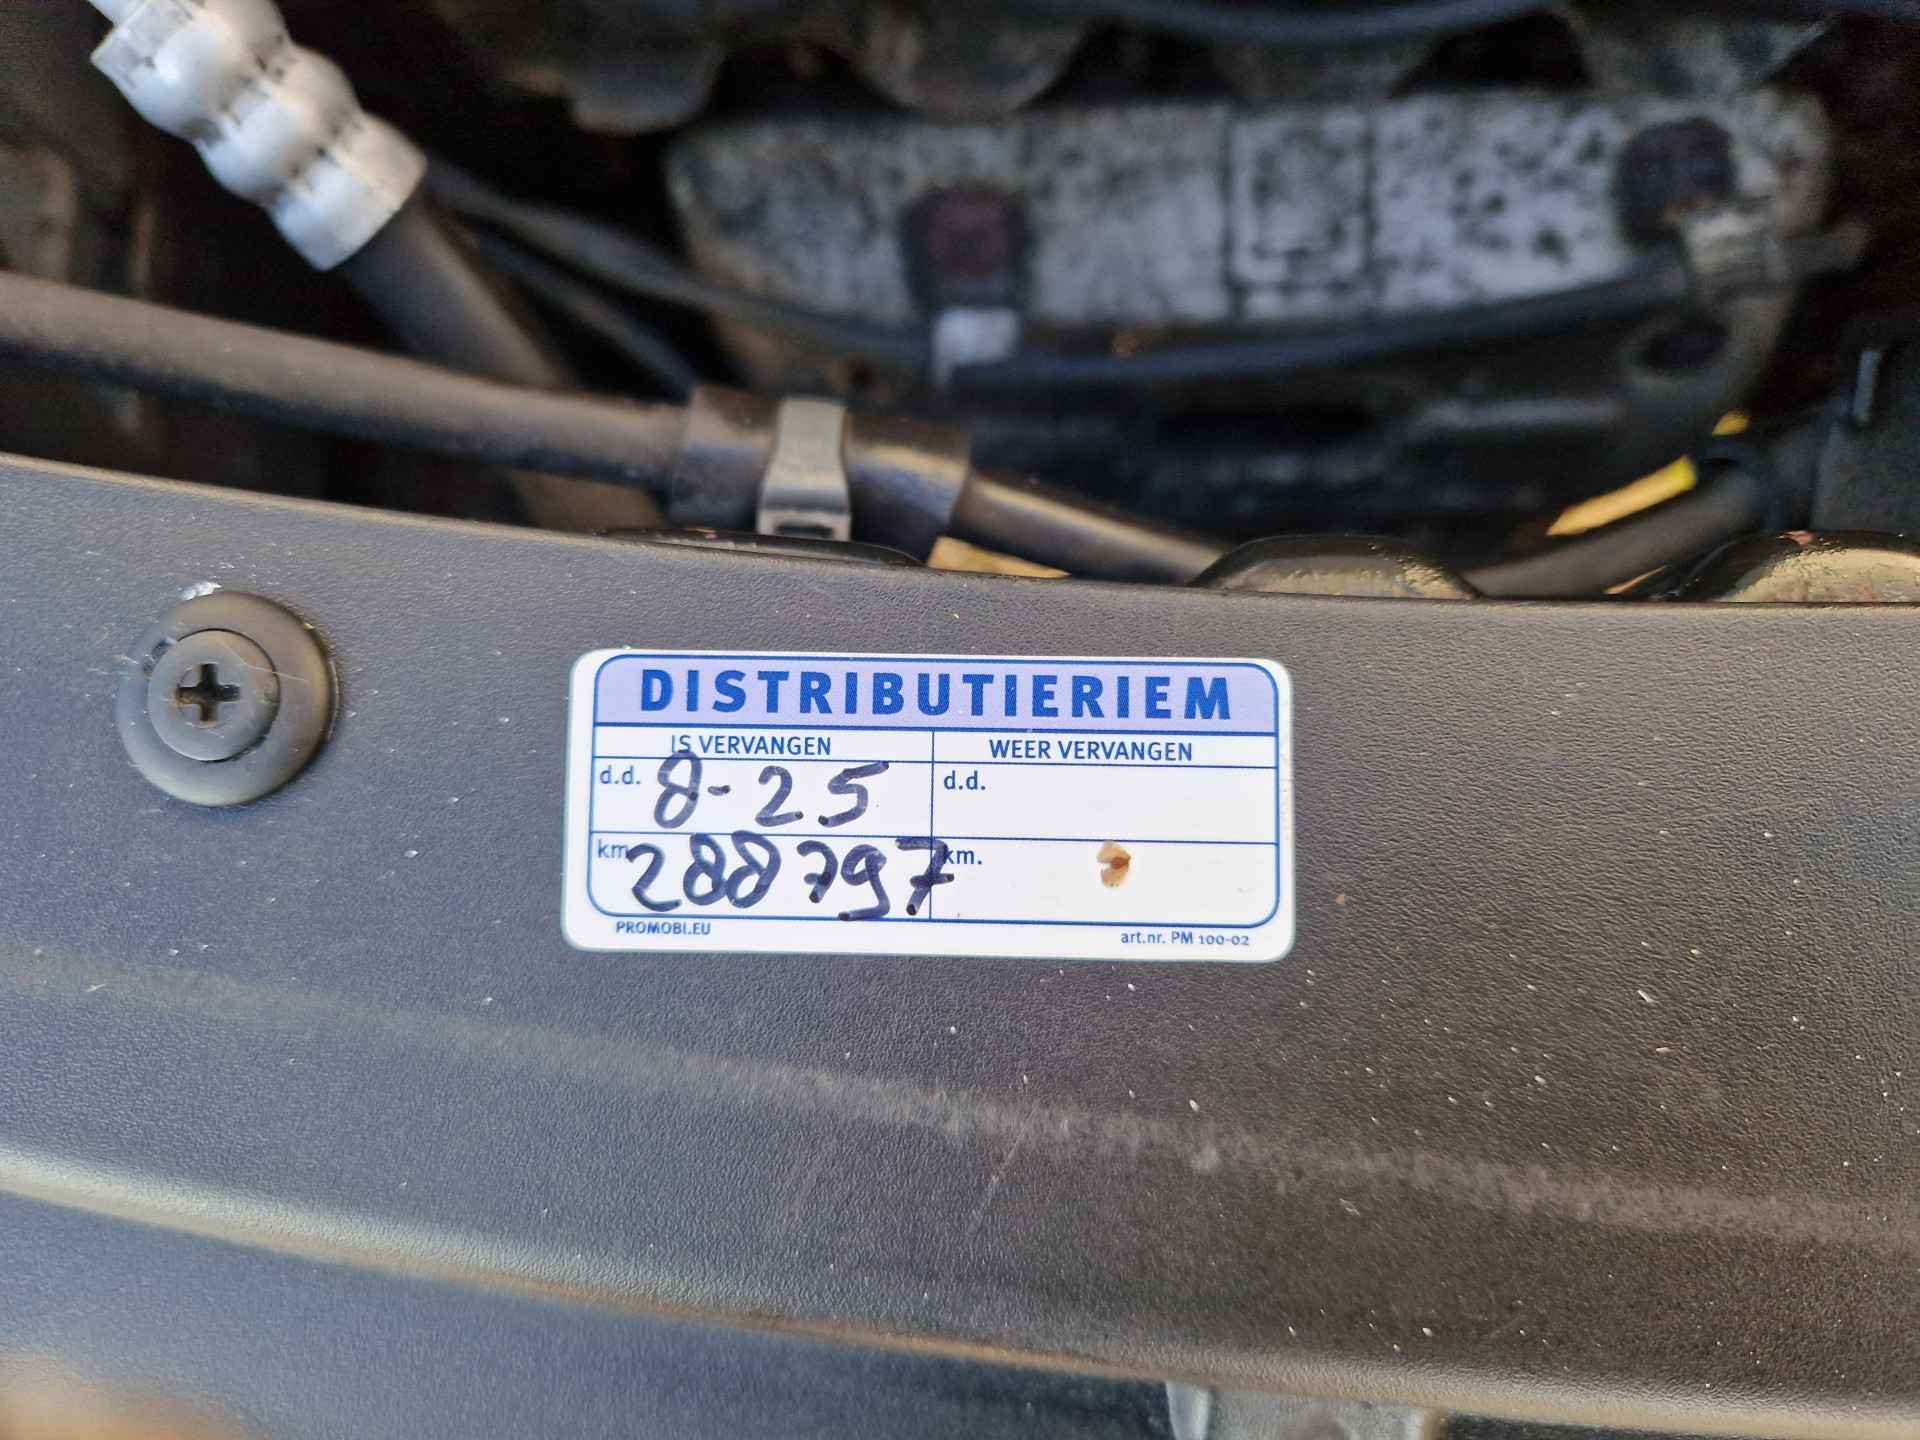 DISTRIBUTIERIEM
IS VERVANGEN WEER VERVANGEN
d.d. 8-25 d.d.
km 288797 km.
PROMOBI.EU art.nr. PM 100-02